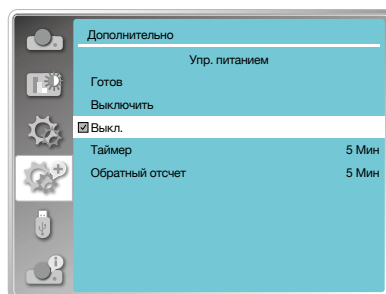 Дополнительно
Упр. питанием
Готов
Выключить
Выкл.
Таймер 5 Мин
Обратный отсчет 5 Мин